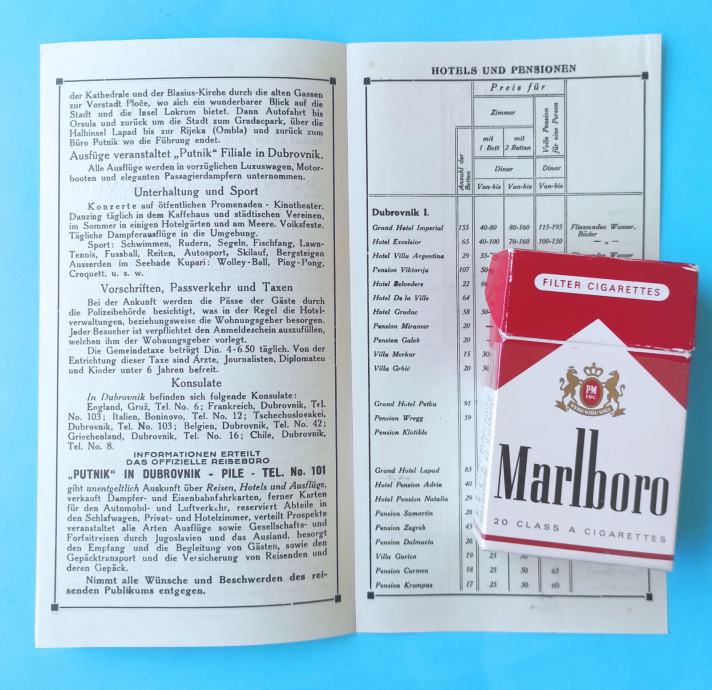 der Kathedrale und der Blasius-Kirche durch die alten Gassen
zur Vorstadt Ploče, wo sich ein wunderbarer Blick auf die
Stadt und die Insel Lokrum bietet. Dann Autofahrt bis
Orsula und zurück um die Stadt zum Gradacpark, über die
Halbinsel Lapad bis zur Rijeka (Ombla) und zurück zum
Büro Putnik wo die Führung endet.
Ausfüge veranstaltet „Putnik" Filiale in Dubrovnik.
Alle Ausflüge werden in vorzüglichen Luxuswagen, Motor-
booten und eleganten Passagierdampfern unternommen.
Unterhaltung und Sport
Konzerte auf öftentlichen Promenaden - Kinotheater.
Danzing täglich in dem Kaffehaus und städtischen Vereinen,
im Sommer in einigen Hotelgärten und am Meere. Volksfeste.
Tägliche Dampferausflüge in die Umgebung.
Sport: Schwimmen, Rudern, Segeln, Fischfang, Lawn-
Tennis, Fussball, Reiten, Autosport, Skilauf, Bergsteigen
Ausserden im Seebade Kupari: Wolley-Ball, Ping-Pong,
Croquett. u. s. w.
Vorschriften, Passverkehr und Taxen
Bei der Ankunft werden die Pässe der Gäste durch
die Polizeibehörde besichtigt, was in der Regel die Hotel-
verwaltungen, beziehungsweise die Wohnungsgeber besorgen.
Jeder Besucher ist verpflichtet den Anmeldeschein auszufüllen,
welchen ihm der Wohaungsgeber vorlegt.
Die Gemeindetaxe beträgt Din. 4-6.50 täglich. Von der
Entrichtung dieser Taxe sind Ärzte, Journalisten, Diplomaten
und Kinder unter 6 Jahren befreit.
Konsulate
In Dubrovnik befinden sich folgende Konsulate:
England, Gruž, Tel. No. 6; Frankreich, Dubrovnik, Tel.
No. 103; Italien, Boninovo, Tel. No. 12; Tschechoslovakei,
Dubrovnik, Tel. No. 103; Belgien, Dubrovnik, Tel. No. 42;
Griechenland, Dubrovnik, Tel. No. 16; Chile, Dubrovnik,
Tel. No. 8.
INFORMATIONEN ERTEILT
DAS OFFIZIELLE REISEBÜRO
„PUTNIK" IN DUBROVNIK - PILE - TEL. No. 101
gibt unentgeltlich Auskunft über Reisen, Hotels und Ausflüge,
verkauft Dampfer- und Eisenbahnfahrkarten, ferner Karten
für den Automobil- und Luftverkehr, reserviert Abteile in
den Schlafwagen, Privat- und Hotelzimmer, verteilt Prospekte
veranstaltet alle Arten Ausflüge sowie Gesellschafts- und
Forfaitreisen durch Jugoslavien und das Ausland. besorgt
den Empfang und die Begleitung von Gästen, sowie den
Gepäcktransport und die Versicherung von Reisenden und
deren Gepäck.
Nimmt alle Wünsche und Beschwerden des rei-
senden Publikums entgegen.
HOTELS UND PENSIONEN
Preis für
Zimmer
Volle Pension
für eine Person
Anzahl der
Betten
mit 1 Bett
mit 2 Betten
Dinar Dinar
Von-bis Von-bis Von-bis
Dubrovnik I.
Grand Hotel Imperial 155 40-80 80-160 115-195 Fliessendes Wasser,
Bäder
Hotel Excelsior 65 40-100 70-160 100-150 — „ —
Hotel Villa Argentina 29 35-
Pension Viktorija 107 50-
Hotel Belvedere 22
Hotel De la Ville 64
Hotel Gradac 58 30-
Pension Miramar 20 —
Pension Galeb 20
Villa Merkur 15
Villa Grbić 20
Grand Hotel Petka 91
Pension Wregg 59
Pension Klotilde
Grand Hotel Lapad 85
Hotel Pension Adria 40
Hotel Pension Natalia 29
Pension Sumartin 28
Pension Zagreb 45
Pension Dalmacia 26
Villa Gorica 19 25 50
Pension Carmen 18 25 50 65
Pension Krampus 17 25 50 60
FILTER CIGARETTES
PM
INC.
VENI·VIDI·VICI
Marlboro
20 CLASS A CIGARETTES